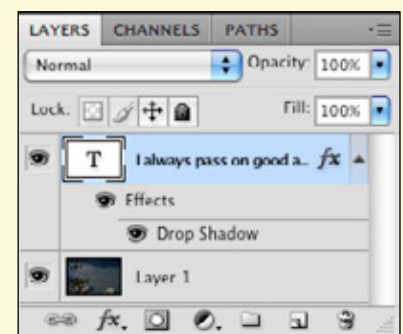 LAYERS CHANNELS PATHS
Normal Opacity: 100%
Lock: Fill: 100%
T I always pass on good a... fx
Effects
Drop Shadow
Layer 1
fx.